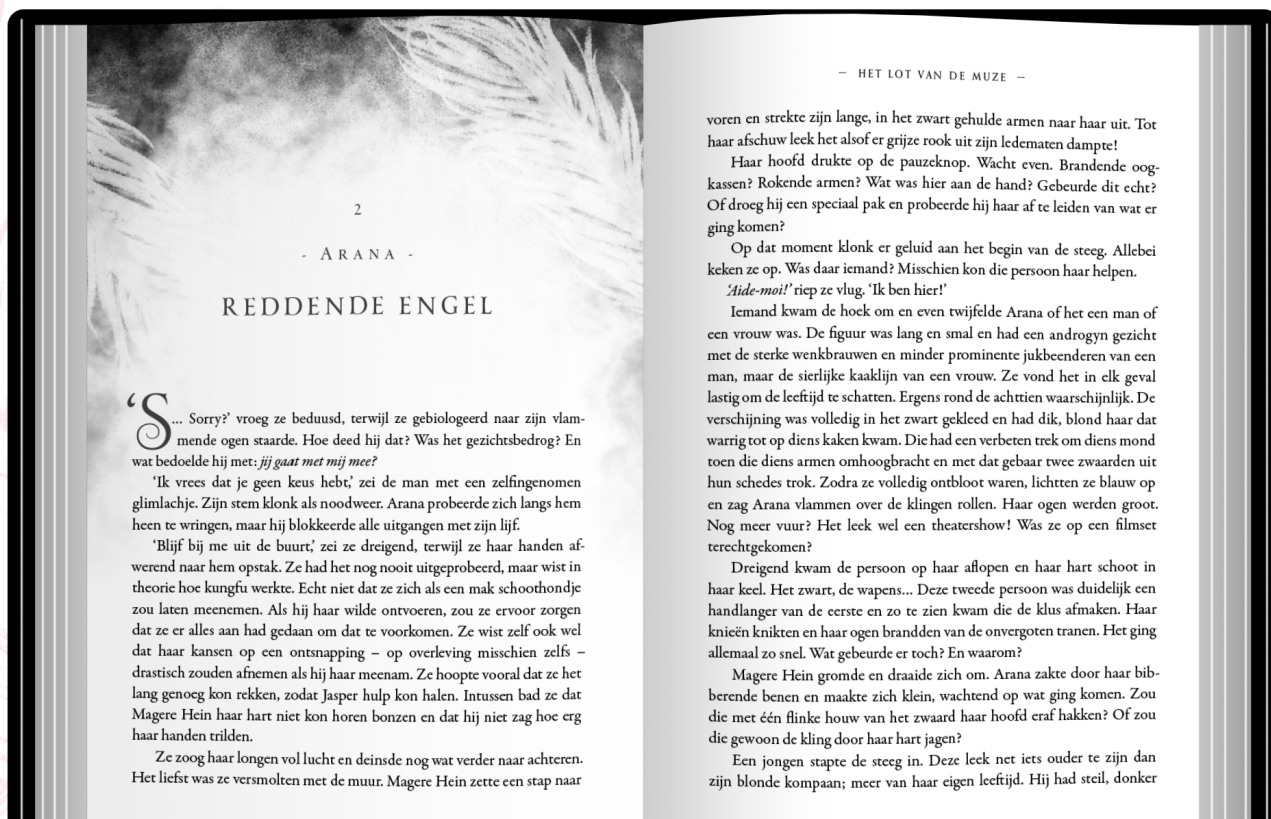 2
- ARANA -
REDDENDE ENGEL
‘S... Sorry?’ vroeg ze beduusd, terwijl ze gebiologeerd naar zijn vlam-
mende ogen staarde. Hoe deed hij dat? Was het gezichtsbedrog? En
wat bedoelde hij met: jij gaat met mij mee?
‘Ik vrees dat je geen keus hebt,’ zei de man met een zelfingenomen
glimlachje. Zijn stem klonk als noodweer. Arana probeerde zich langs hem
heen te wringen, maar hij blokkeerde alle uitgangen met zijn lijf.
‘Blijf bij me uit de buurt,’ zei ze dreigend, terwijl ze haar handen af-
werend naar hem opstak. Ze had het nog nooit uitgeprobeerd, maar wist in
theorie hoe kungfu werkte. Echt niet dat ze zich als een mak schoothondje
zou laten meenemen. Als hij haar wilde ontvoeren, zou ze ervoor zorgen
dat ze er alles aan had gedaan om dat te voorkomen. Ze wist zelf ook wel
dat haar kansen op een ontsnapping – op overleving misschien zelfs –
drastisch zouden afnemen als hij haar meenam. Ze hoopte vooral dat ze het
lang genoeg kon rekken, zodat Jasper hulp kon halen. Intussen bad ze dat
Magere Hein haar hart niet kon horen bonzen en dat hij niet zag hoe erg
haar handen trilden.
Ze zoog haar longen vol lucht en deinsde nog wat verder naar achteren.
Het liefst was ze versmolten met de muur. Magere Hein zette een stap naar
– HET LOT VAN DE MUZE –
voren en strekte zijn lange, in het zwart gehulde armen naar haar uit. Tot
haar afschuw leek het alsof er grijze rook uit zijn ledematen dampte!
Haar hoofd drukte op de pauzeknop. Wacht even. Brandende oog-
kassen? Rokende armen? Wat was hier aan de hand? Gebeurde dit echt?
Of droeg hij een speciaal pak en probeerde hij haar af te leiden van wat er
ging komen?
Op dat moment klonk er geluid aan het begin van de steeg. Allebei
keken ze op. Was daar iemand? Misschien kon die persoon haar helpen.
‘Aide-moi!’ riep ze vlug. ‘Ik ben hier!’
Iemand kwam de hoek om en even twijfelde Arana of het een man of
een vrouw was. De figuur was lang en smal en had een androgyn gezicht
met de sterke wenkbrauwen en minder prominente jukbeenderen van een
man, maar de sierlijke kaaklijn van een vrouw. Ze vond het in elk geval
lastig om de leeftijd te schatten. Ergens rond de achttien waarschijnlijk. De
verschijning was volledig in het zwart gekleed en had dik, blond haar dat
warrig tot op diens kaken kwam. Die had een verbeten trek om diens mond
toen die diens armen omhoogbracht en met dat gebaar twee zwaarden uit
hun schedes trok. Zodra ze volledig ontbloot waren, lichtten ze blauw op
en zag Arana vlammen over de klingen rollen. Haar ogen werden groot.
Nog meer vuur? Het leek wel een theatershow! Was ze op een filmset
terechtgekomen?
Dreigend kwam de persoon op haar aflopen en haar hart schoot in
haar keel. Het zwart, de wapens... Deze tweede persoon was duidelijk een
handlanger van de eerste en zo te zien kwam die de klus afmaken. Haar
knieën knikten en haar ogen brandden van de onvergoten tranen. Het ging
allemaal zo snel. Wat gebeurde er toch? En waarom?
Magere Hein gromde en draaide zich om. Arana zakte door haar bib-
berende benen en maakte zich klein, wachtend op wat ging komen. Zou
die met één flinke houw van het zwaard haar hoofd eraf hakken? Of zou
die gewoon de kling door haar hart jagen?
Een jongen stapte de steeg in. Deze leek net iets ouder te zijn dan
zijn blonde kompaan; meer van haar eigen leeftijd. Hij had steil, donker